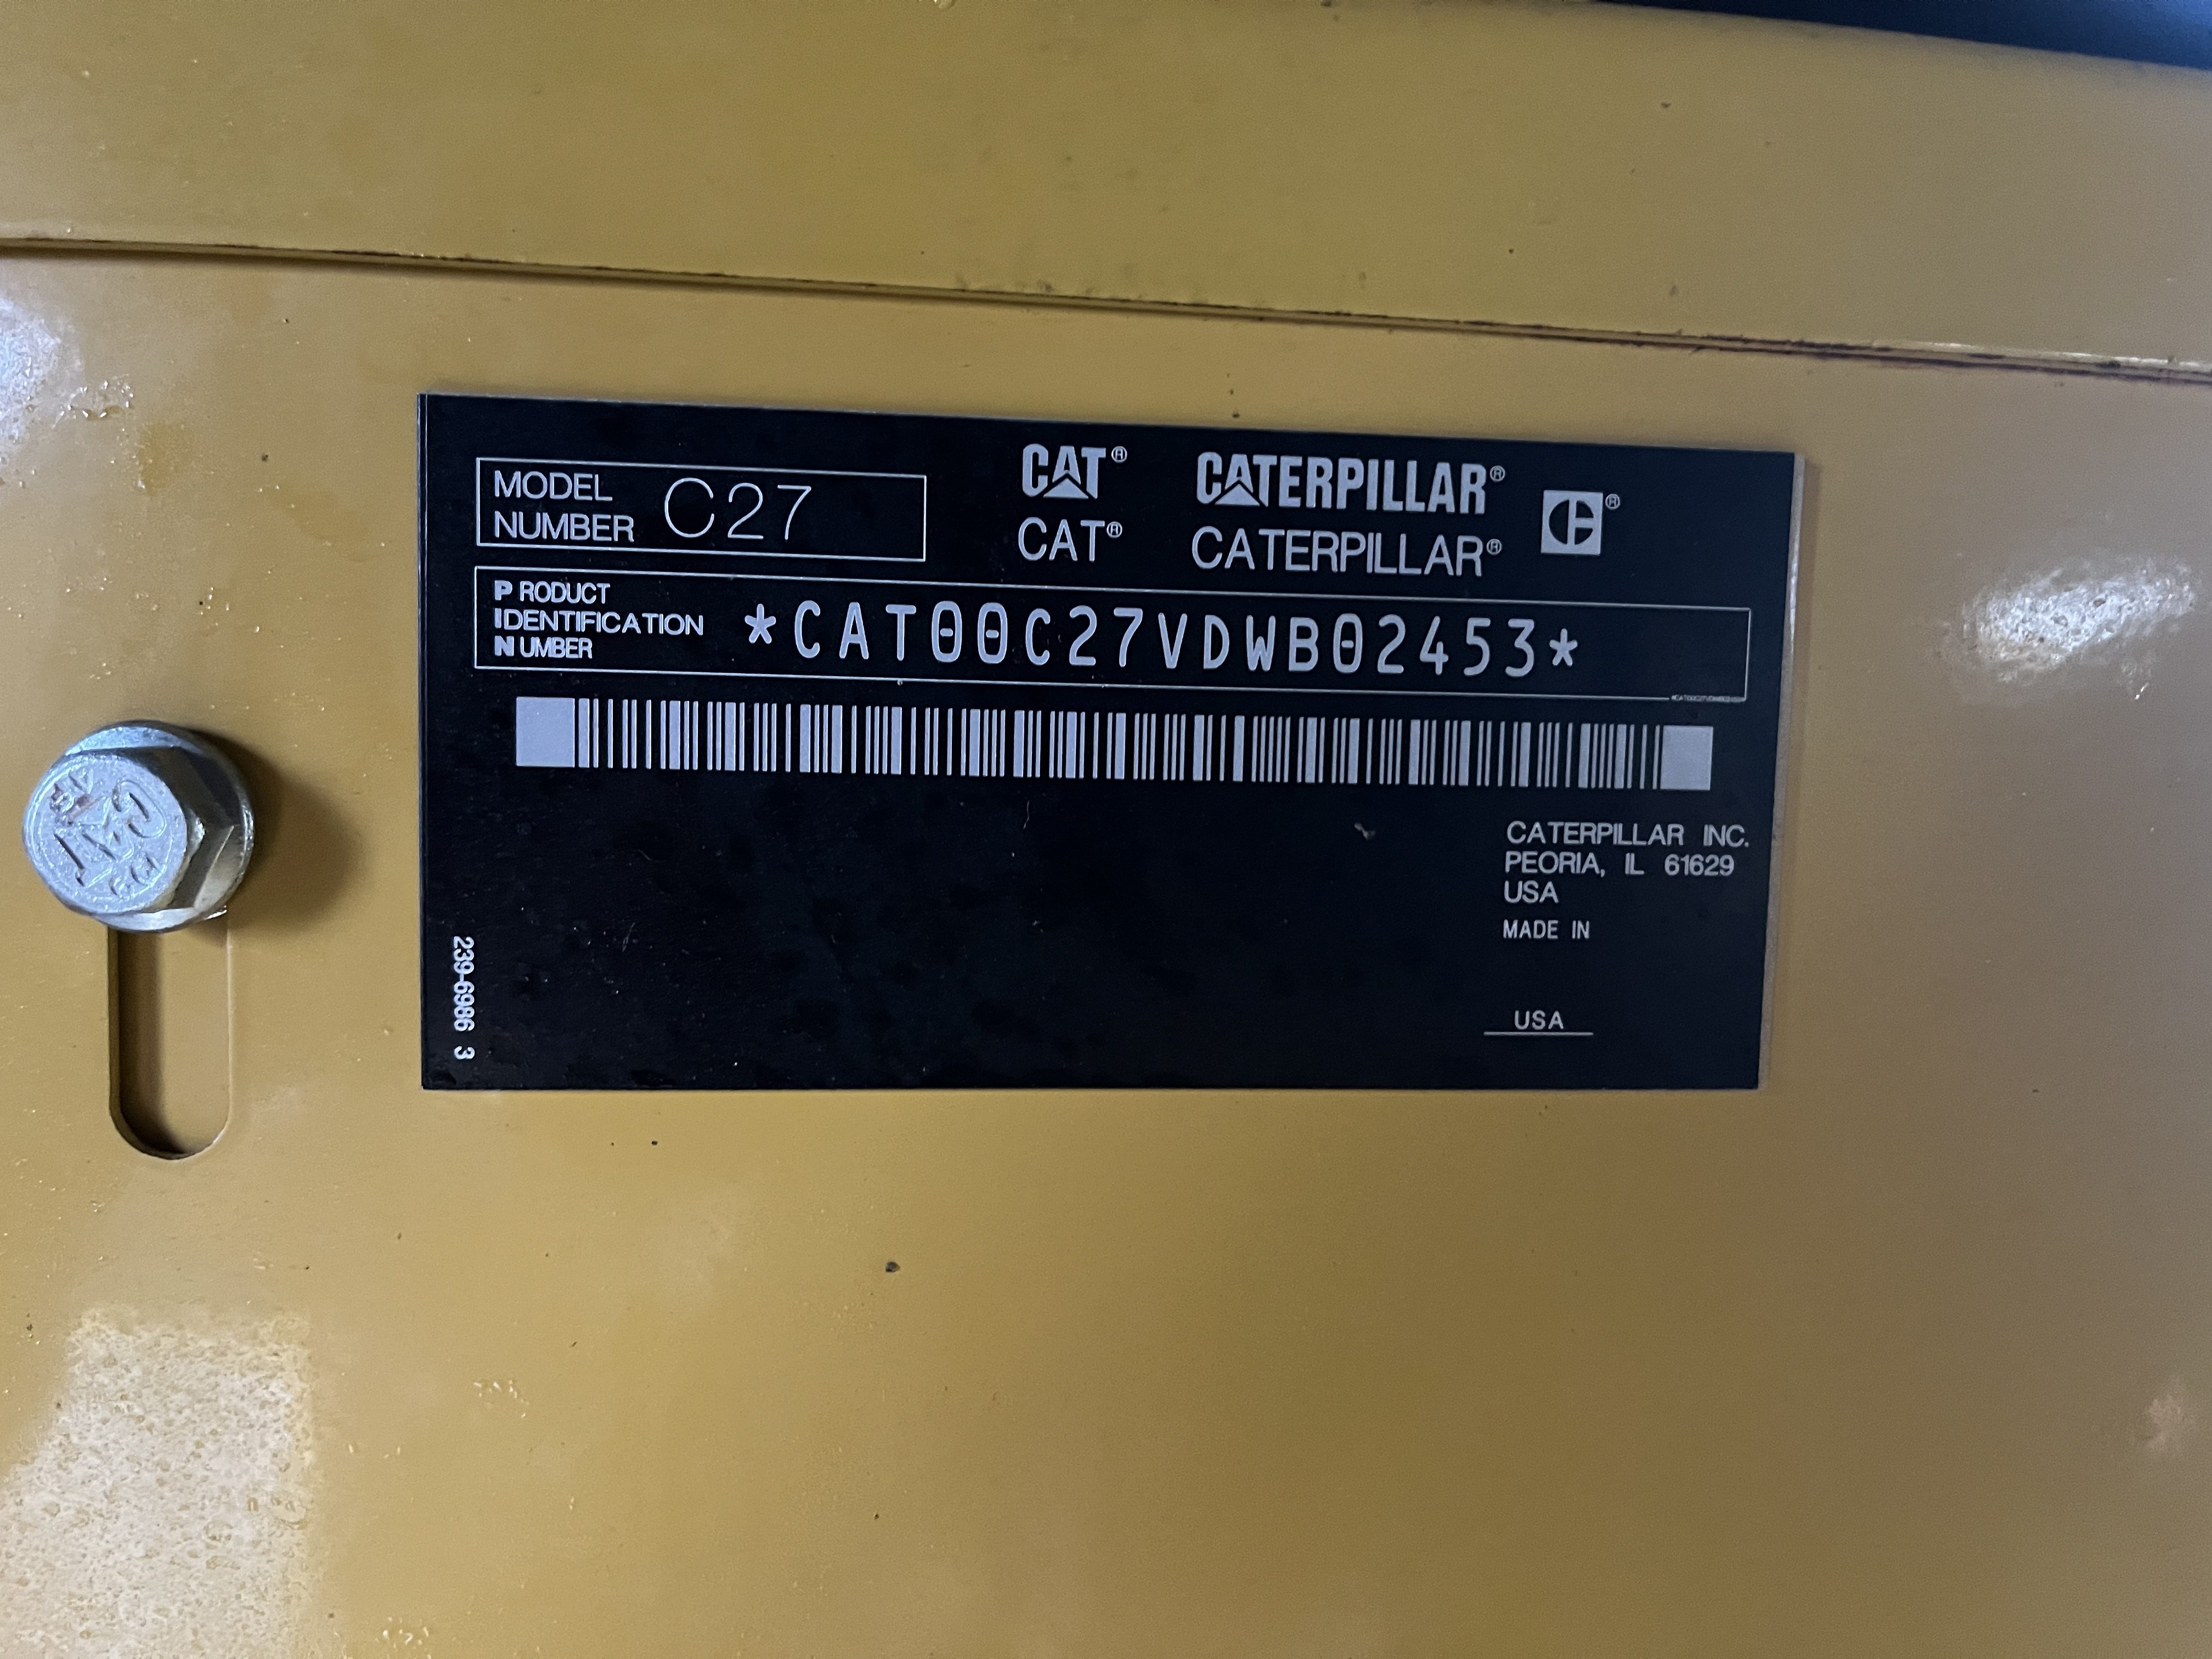 MODEL
NUMBER C27
CAT® CATERPILLAR®
CAT® CATERPILLAR®
PRODUCT
IDENTIFICATION
NUMBER
*CAT00C27VDWB02453*
CATERPILLAR INC.
PEORIA, IL 61629
USA
MADE IN
USA
239-6986 3